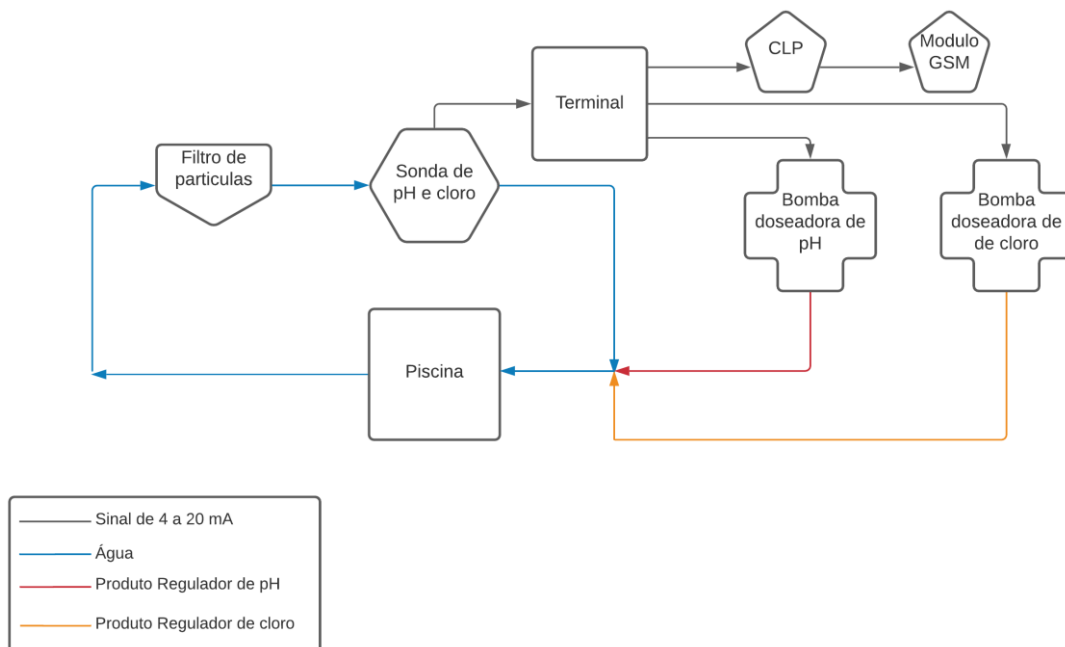 CLP
Modulo
GSM
Terminal
Filtro de
particulas
Sonda de
pH e cloro
Bomba
doseadora de
pH
Bomba
doseadora de
de cloro
Piscina
Sinal de 4 a 20 mA
Água
Produto Regulador de pH
Produto Regulador de cloro